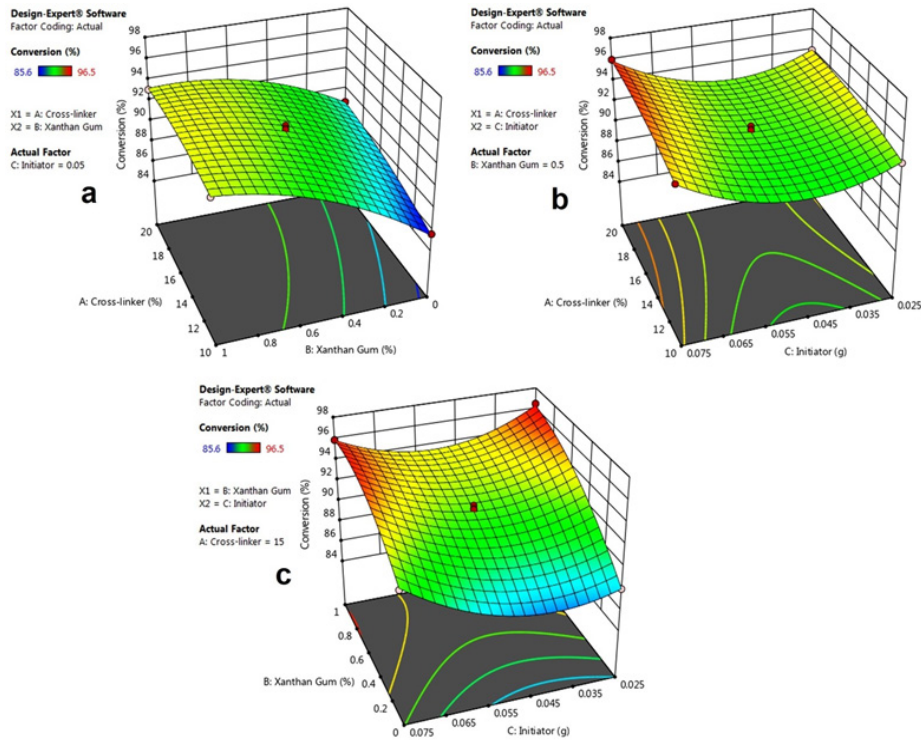 Design-Expert® Software
Factor Coding: Actual
Conversion (%)
85.6 96.5
X1 = A: Cross-linker
X2 = B: Xanthan Gum
Actual Factor
C: Initiator = 0.05
a
Conversion (%)
98
96
94
92
90
88
86
84
20
18
16
14
12
10
A: Cross-linker (%)
1
0.8
0.6
0.4
0.2
0
B: Xanthan Gum (%)
Design-Expert® Software
Factor Coding: Actual
Conversion (%)
85.6 96.5
X1 = A: Cross-linker
X2 = C: Initiator
Actual Factor
B: Xanthan Gum = 0.5
b
Conversion (%)
98
96
94
92
90
88
86
84
20
18
16
14
12
10
A: Cross-linker (%)
0.075
0.065
0.055
0.045
0.035
0.025
C: Initiator (g)
Design-Expert® Software
Factor Coding: Actual
Conversion (%)
85.6 96.5
X1 = B: Xanthan Gum
X2 = C: Initiator
Actual Factor
A: Cross-linker = 15
c
Conversion (%)
98
96
94
92
90
88
86
84
1
0.8
0.6
0.4
0.2
0
B: Xanthan Gum (%)
0.075
0.065
0.055
0.045
0.035
0.025
C: Initiator (g)